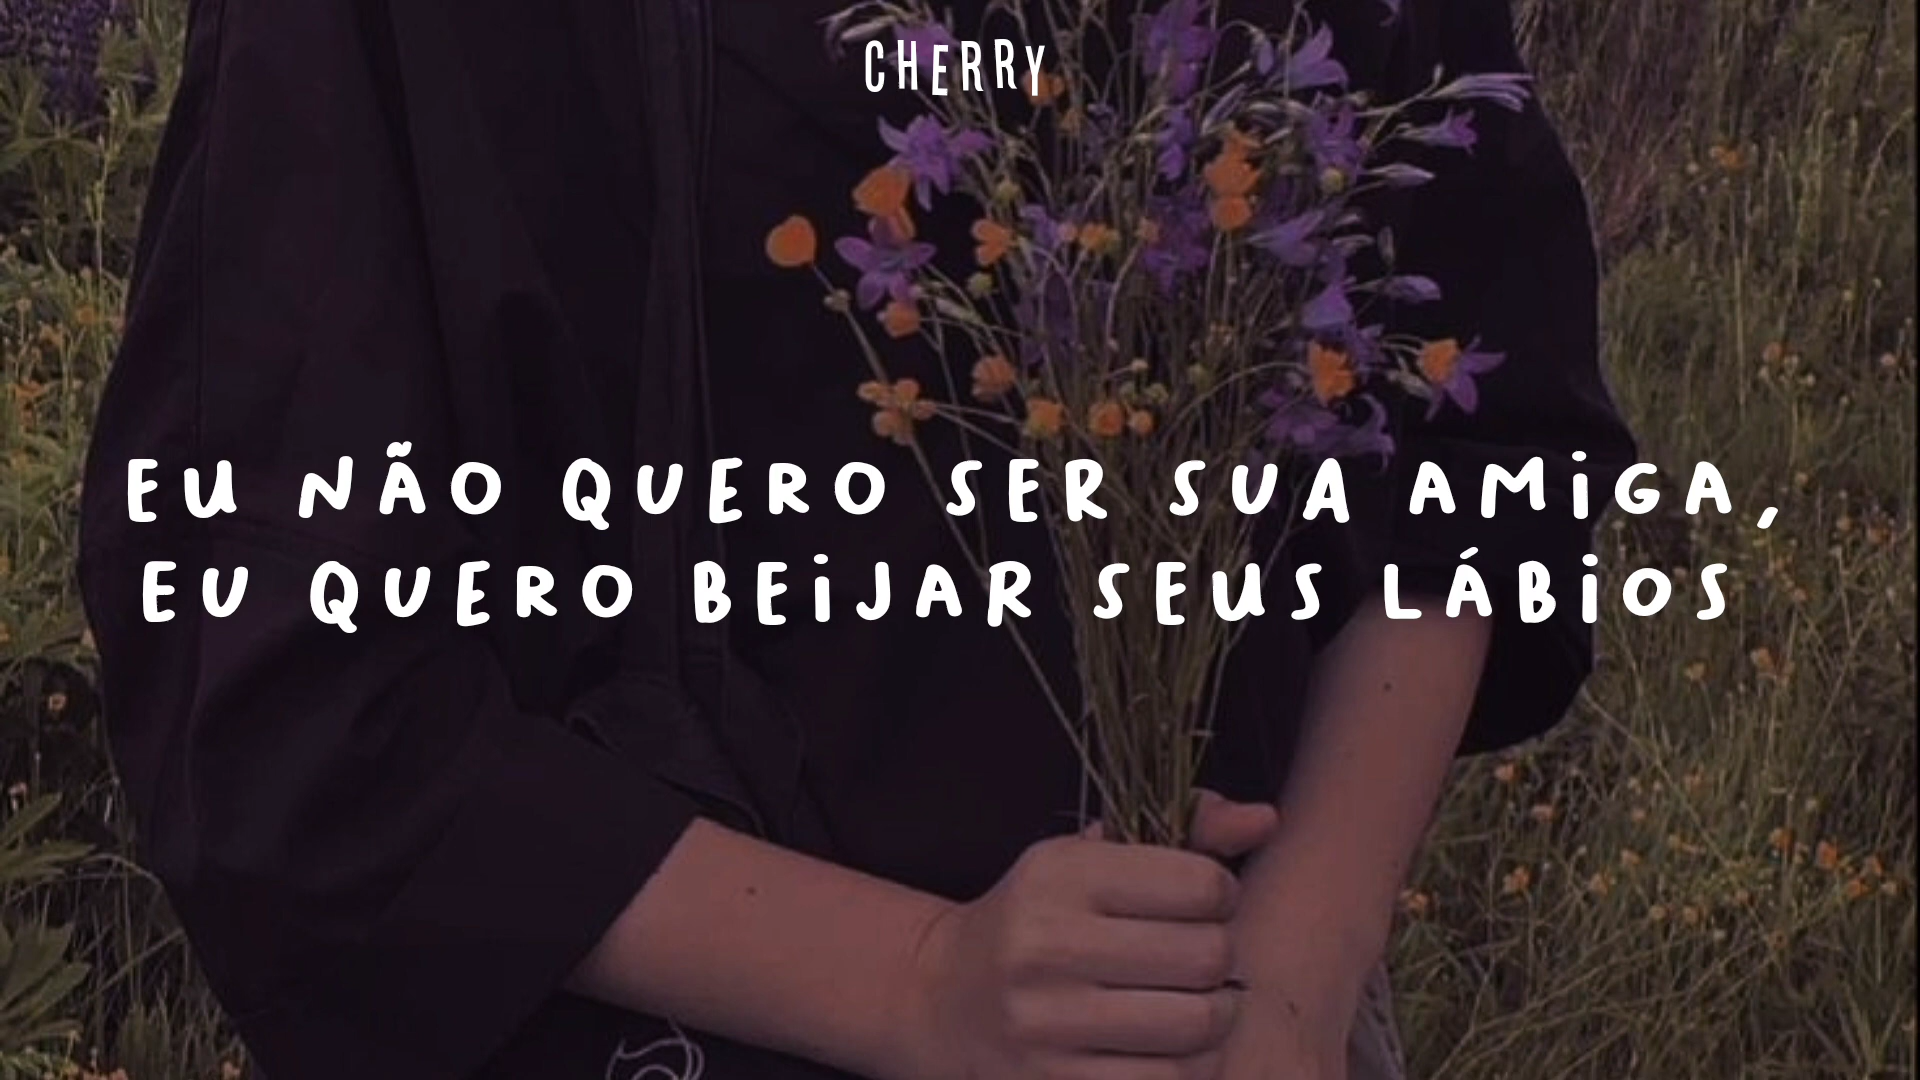 CHERRY
EU NÃO QUERO SER SUA AMIGA,
EU QUERO BEIJAR SEUS LÁBIOS